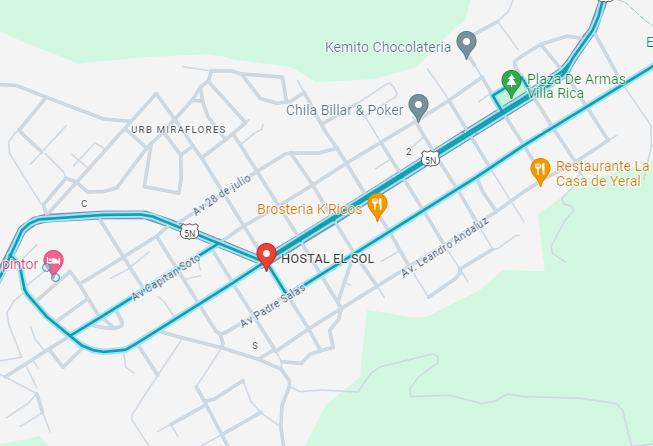 Kemito Chocolateria
E
Plaza De Armas
Villa Rica
Chila Billar & Poker
URB MIRAFLORES
2
5N
Restaurante La
Casa de Yeral
Av 28 de julio
Brosteria K'Ricos
C
5N
Av. Leandro Andaluz
HOSTAL EL SOL
pintor
Av Capitan Soto
Av Padre Salas
S